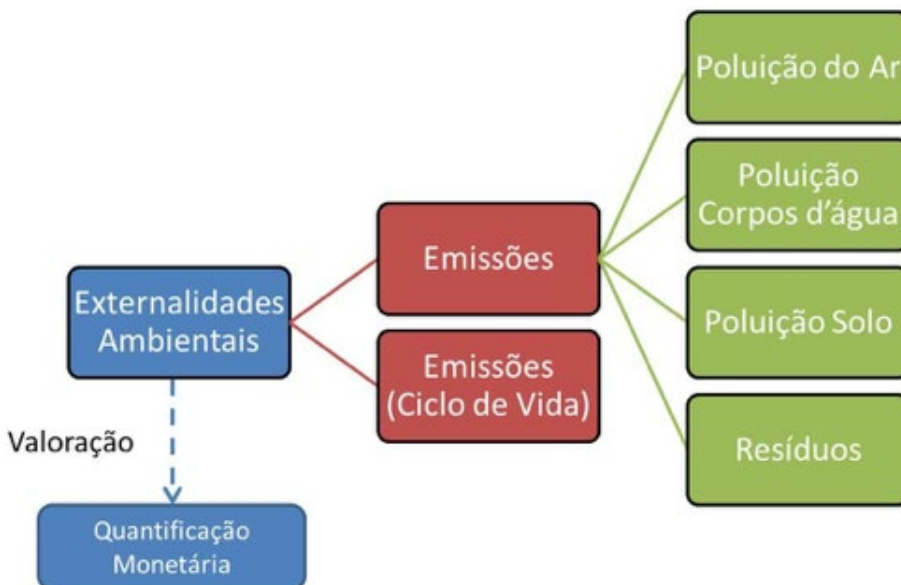 Poluição do Ar
Poluição
Corpos d'água
Emissões
Externalidades
Ambientais
Poluição Solo
Emissões
(Ciclo de Vida)
Valoração
Resíduos
Quantificação
Monetária